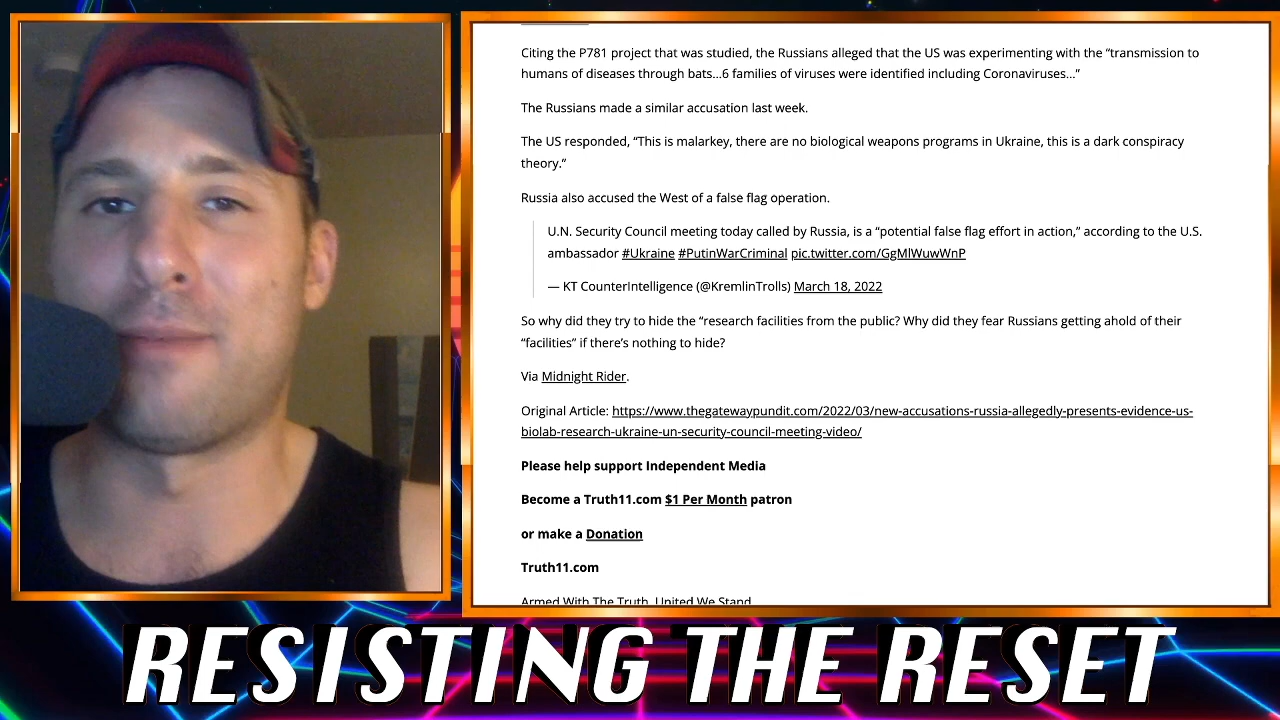 Citing the P781 project that was studied, the Russians alleged that the US was experimenting with the “transmission to
humans of diseases through bats…6 families of viruses were identified including Coronaviruses…”
The Russians made a similar accusation last week.
The US responded, “This is malarkey, there are no biological weapons programs in Ukraine, this is a dark conspiracy
theory.”
Russia also accused the West of a false flag operation.
U.N. Security Council meeting today called by Russia, is a “potential false flag effort in action,” according to the U.S.
ambassador #Ukraine #PutinWarCriminal pic.twitter.com/GgMlWuwWnP
— KT CounterIntelligence (@KremlinTrolls) March 18, 2022
So why did they try to hide the “research facilities from the public? Why did they fear Russians getting ahold of their
“facilities” if there’s nothing to hide?
Via Midnight Rider.
Original Article: https://www.thegatewaypundit.com/2022/03/new-accusations-russia-allegedly-presents-evidence-us-
biolab-research-ukraine-un-security-council-meeting-video/
Please help support Independent Media
Become a Truth11.com $1 Per Month patron
or make a Donation
Truth11.com
Armed With The Truth, United We Stand
RESISTING THE RESET